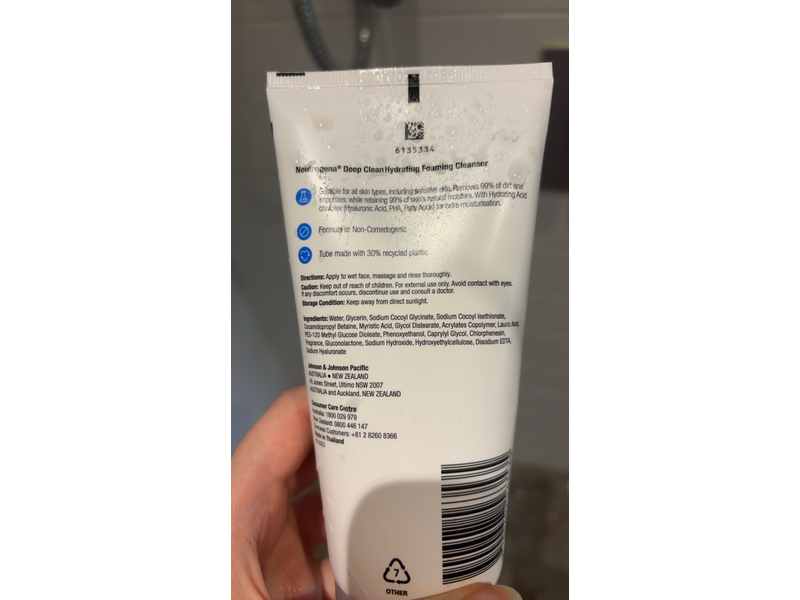 6135334
Neutrogena® Deep Clean Hydrating Foaming Cleanser
Suitable for all skin types, including sensitive skin. Removes 99% of dirt and
impurities, while retaining 99% of skin's natural moisture. With Hydrating Acid
complex (Hyaluronic Acid, PHA, Fatty Acids) for extra moisturisation.
Formula is: Non-Comedogenic
Tube made with 30% recycled plastic
Directions: Apply to wet face, massage and rinse thoroughly.
Caution: Keep out of reach of children. For external use only. Avoid contact with eyes.
If any discomfort occurs, discontinue use and consult a doctor.
Storage Condition: Keep away from direct sunlight.
Ingredients: Water, Glycerin, Sodium Cocoyl Glycinate, Sodium Cocoyl Isethionate,
Cocamidopropyl Betaine, Myristic Acid, Glycol Distearate, Acrylates Copolymer, Lauric Acid,
PEG-120 Methyl Glucose Dioleate, Phenoxyethanol, Caprylyl Glycol, Chlorphenesin,
Fragrance, Gluconolactone, Sodium Hydroxide, Hydroxyethylcellulose, Disodium EDTA,
Sodium Hyaluronate
Johnson & Johnson Pacific
AUSTRALIA • NEW ZEALAND
45 Jones Street, Ultimo NSW 2007
AUSTRALIA and Auckland, NEW ZEALAND
Consumer Care Centre
Australia: 1800 029 979
New Zealand: 0800 446 147
Overseas Customers: +61 2 8260 8366
Made in Thailand
7
OTHER